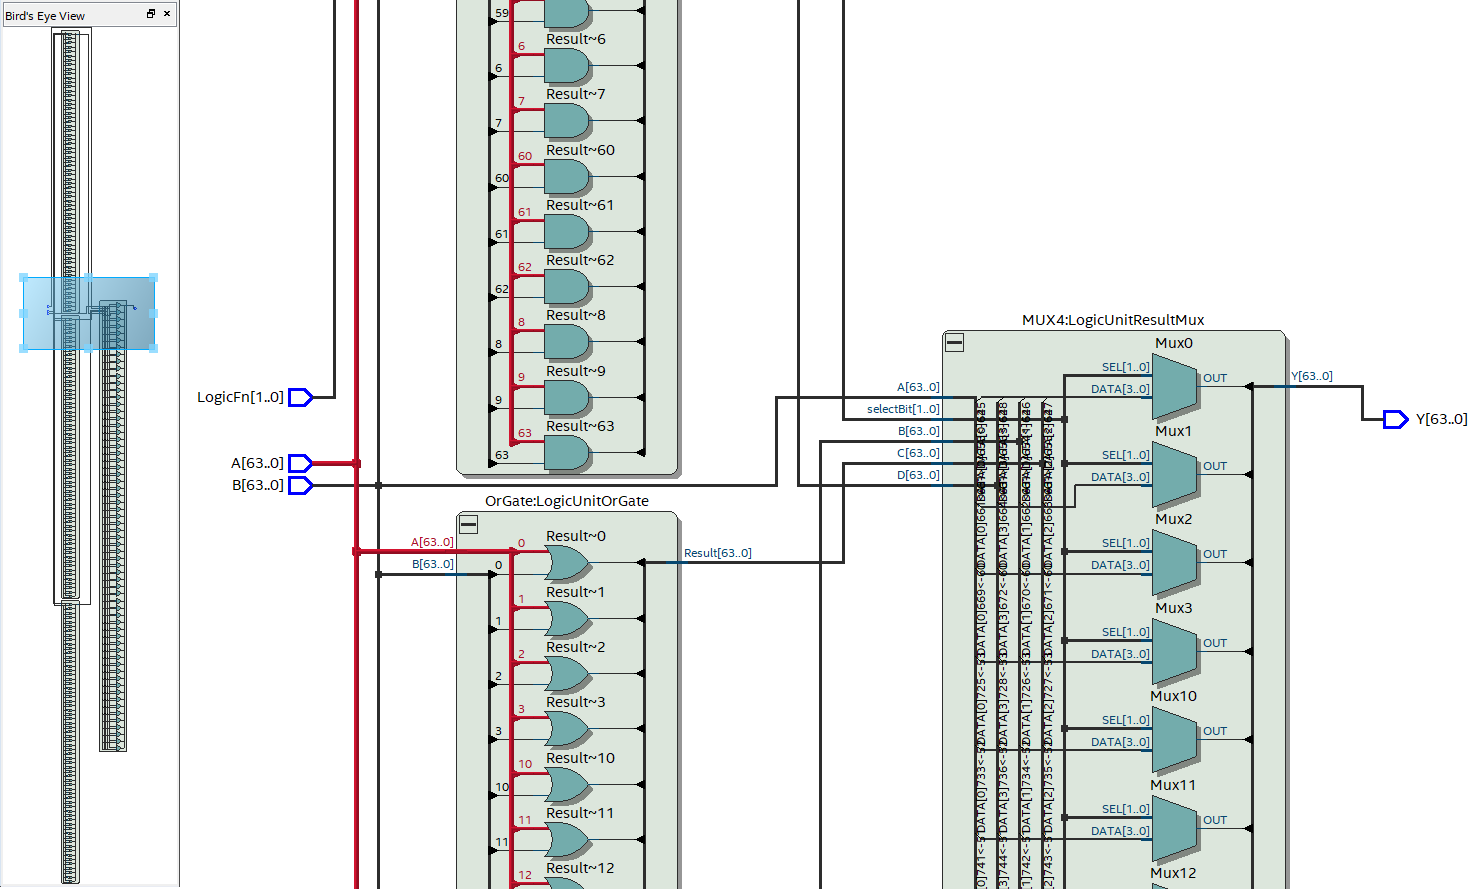 Bird's Eye View
59
Result~6
6
6
Result~7
7
7
Result~60
60
60
Result~61
61
61
Result~62
62
62
Result~8
8
8
Result~9
9
9
Result~63
63
63
LogicFn[1..0]
A[63..0]
B[63..0]
OrGate:LogicUnitOrGate
A[63..0]
B[63..0]
Result~0
0
0
Result[63..0]
Result~1
1
1
Result~2
2
2
Result~3
3
3
Result~10
10
10
Result~11
11
11
Result~12
12
MUX4:LogicUnitResultMux
A[63..0]
selectBit[1..0]
B[63..0]
C[63..0]
D[63..0]
Mux0
SEL[1..0]
DATA[3..0]
OUT
Y[63..0]
Y[63..0]
Mux1
SEL[1..0]
DATA[3..0]
OUT
Mux2
SEL[1..0]
DATA[3..0]
OUT
Mux3
SEL[1..0]
DATA[3..0]
OUT
Mux10
SEL[1..0]
DATA[3..0]
OUT
Mux11
SEL[1..0]
DATA[3..0]
OUT
Mux12